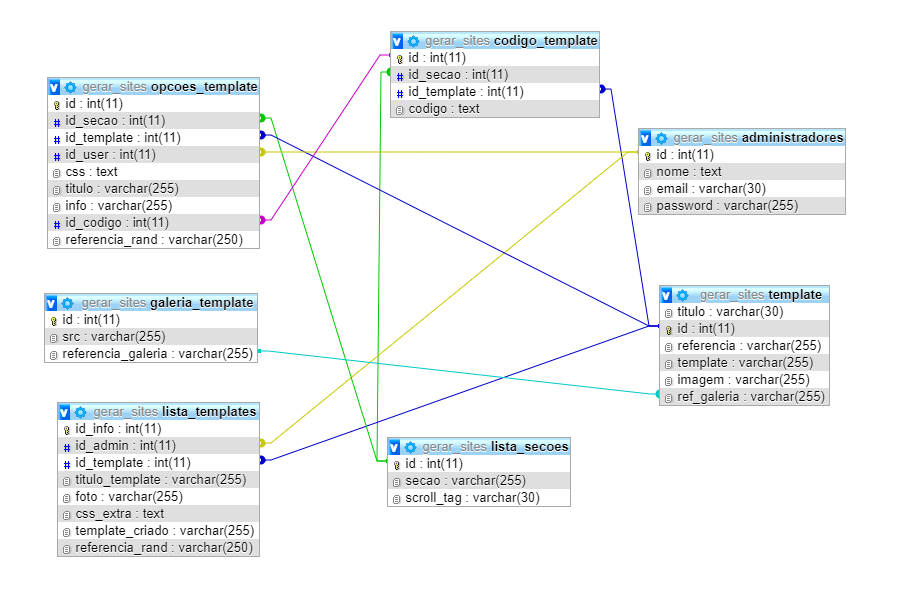 gerar_sites codigo_template
id : int(11)
id_secao : int(11)
id_template : int(11)
codigo : text
gerar_sites opcoes_template
id : int(11)
id_secao : int(11)
id_template : int(11)
id_user : int(11)
css : text
titulo : varchar(255)
info : varchar(255)
id_codigo : int(11)
referencia_rand : varchar(250)
gerar_sites administradores
id : int(11)
nome : text
email : varchar(30)
password : varchar(255)
gerar_sites galeria_template
id : int(11)
src : varchar(255)
referencia_galeria : varchar(255)
gerar_sites template
titulo : varchar(30)
id : int(11)
referencia : varchar(255)
template : varchar(255)
imagem : varchar(255)
ref_galeria : varchar(255)
gerar_sites lista_templates
id_info : int(11)
id_admin : int(11)
id_template : int(11)
titulo_template : varchar(255)
foto : varchar(255)
css_extra : text
template_criado : varchar(255)
referencia_rand : varchar(250)
gerar_sites lista_secoes
id : int(11)
secao : varchar(255)
scroll_tag : varchar(30)